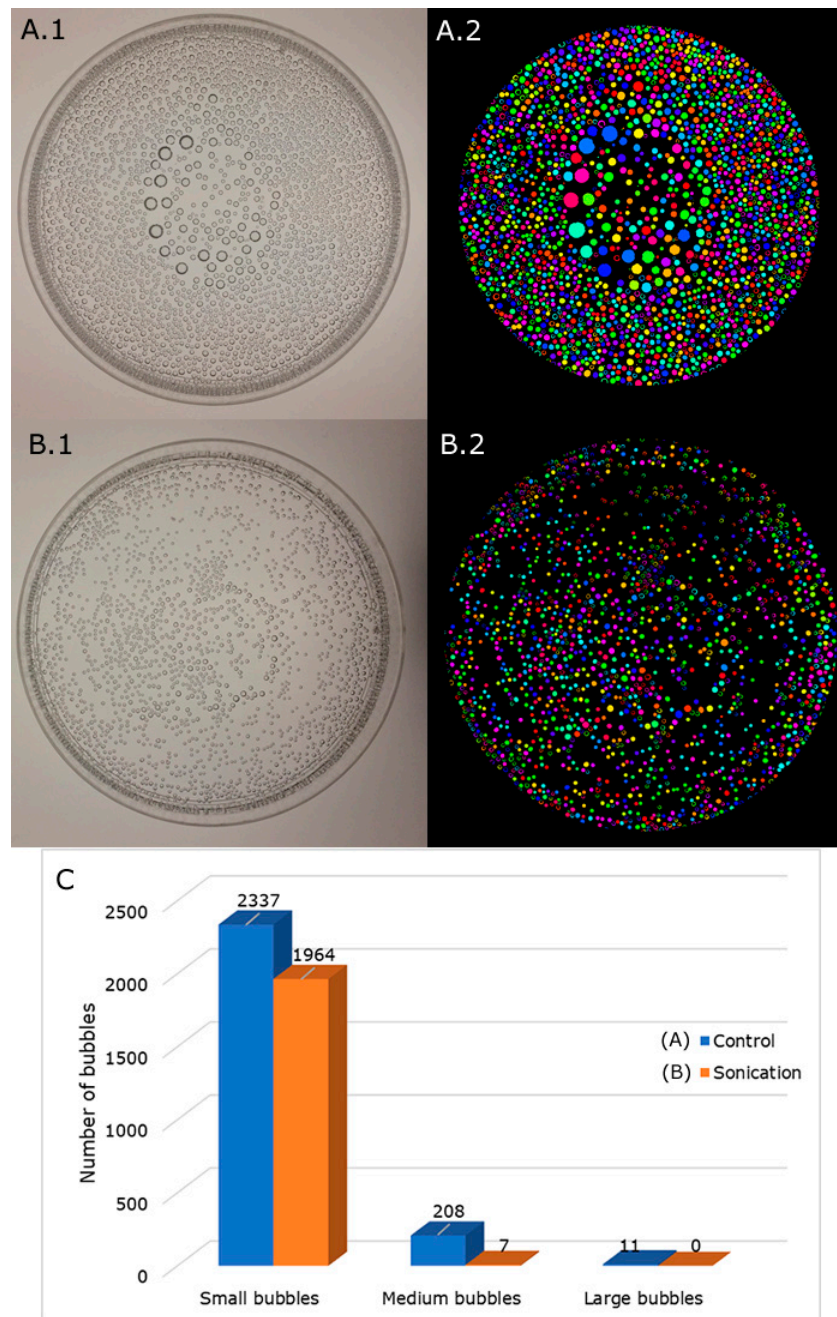 A.1
A.2
B.1
B.2
C
2500
2000
1500
1000
500
0
Number of bubbles
2337
1964
208
7
11
0
(A) Control
(B) Sonication
Small bubbles
Medium bubbles
Large bubbles